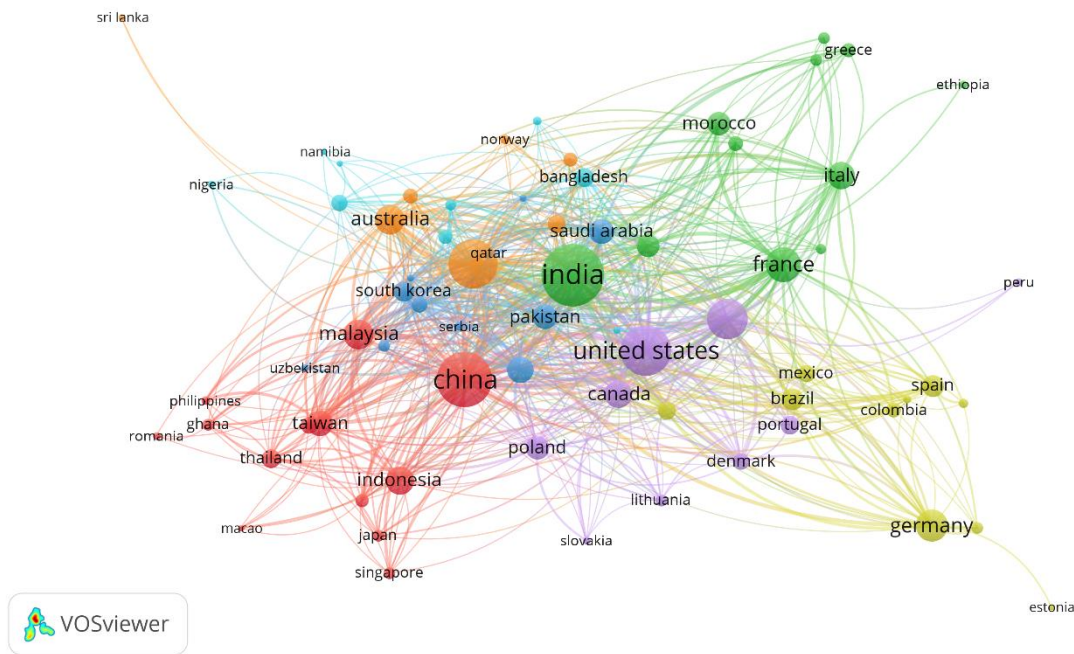 sri lanka
greece
ethiopia
morocco
norway
namibia
bangladesh
italy
nigeria
australia
saudi arabia
qatar
india
france
peru
south korea
pakistan
serbia
malaysia
united states
uzbekistan
china
mexico
spain
canada
brazil
colombia
philippines
ghana
taiwan
portugal
romania
poland
thailand
denmark
indonesia
lithuania
macao
japan
slovakia
germany
singapore
estonia
VOSviewer